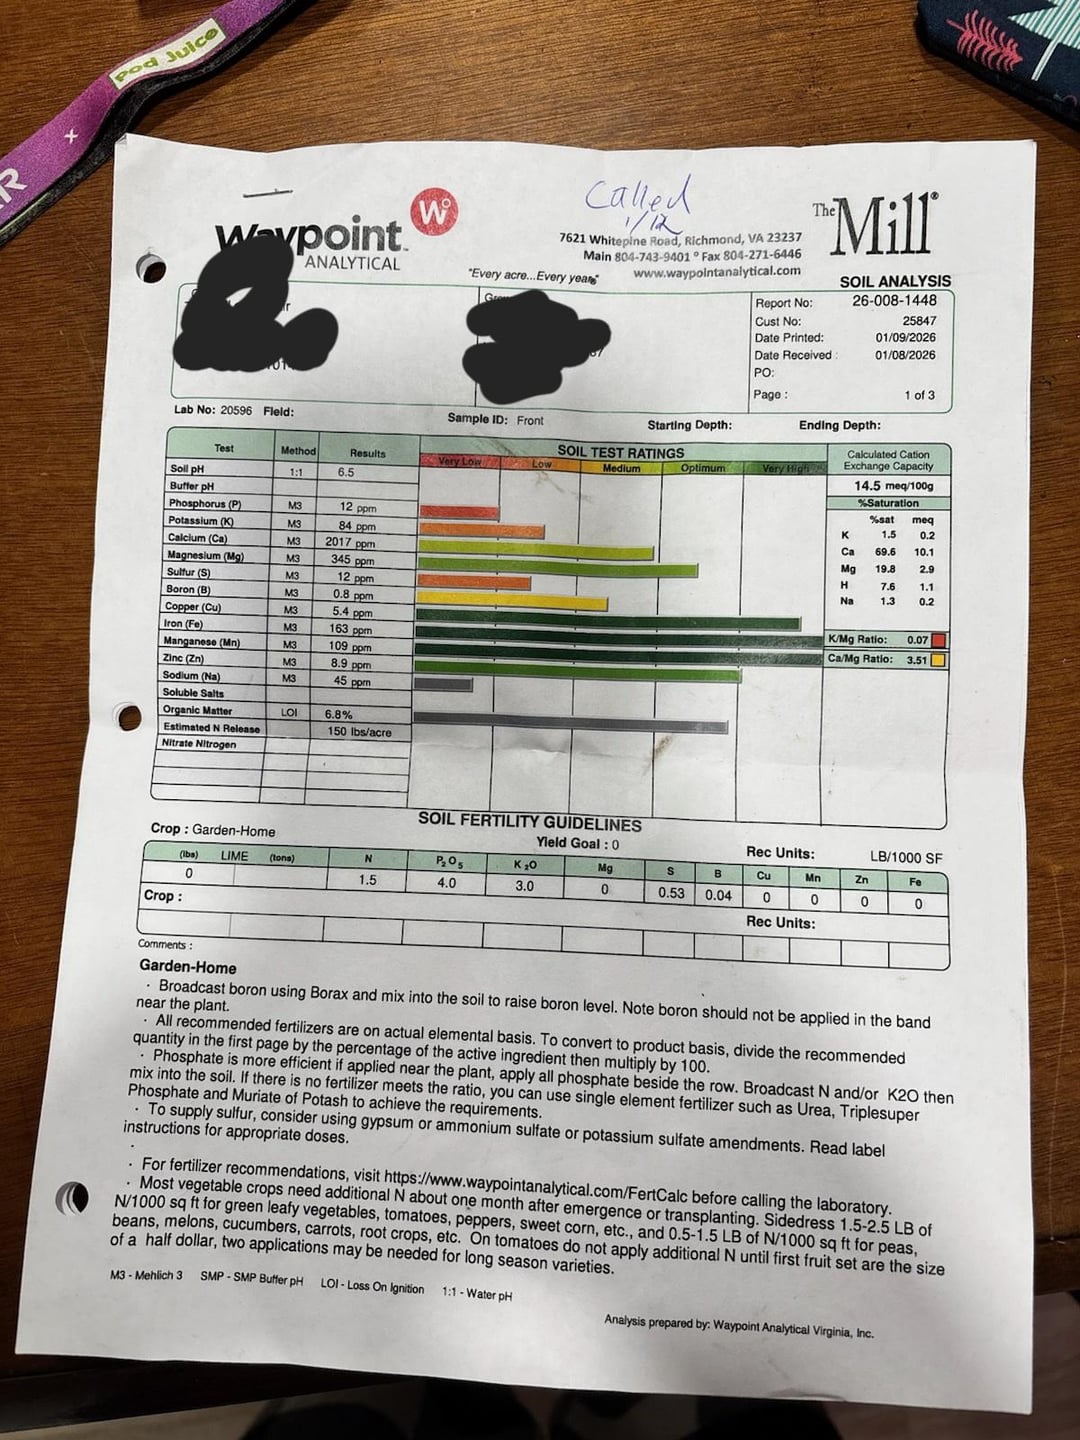 Pod Juice
X
R
Waypoint
ANALYTICAL
W
Called
1/12
7621 Whitepine Road, Richmond, VA 23237
Main 804-743-9401 ° Fax 804-271-6446
www.waypointanalytical.com
"Every acre...Every year."
The Mill®
SOIL ANALYSIS
Report No: 26-008-1448
Cust No: 25847
Date Printed: 01/09/2026
Date Received : 01/08/2026
PO:
Page : 1 of 3
Lab No: 20596 Field: Sample ID: Front Starting Depth: Ending Depth:
Test Method Results SOIL TEST RATINGS
Very Low Low Medium Optimum Very High
Calculated Cation
Exchange Capacity
14.5 meq/100g
%Saturation
%sat meq
K 1.5 0.2
Ca 69.6 10.1
Mg 19.8 2.9
H 7.6 1.1
Na 1.3 0.2
K/Mg Ratio: 0.07
Ca/Mg Ratio: 3.51
Soil pH 1:1 6.5
Buffer pH
Phosphorus (P) M3 12 ppm
Potassium (K) M3 84 ppm
Calcium (Ca) M3 2017 ppm
Magnesium (Mg) M3 345 ppm
Sulfur (S) M3 12 ppm
Boron (B) M3 0.8 ppm
Copper (Cu) M3 5.4 ppm
Iron (Fe) M3 163 ppm
Manganese (Mn) M3 109 ppm
Zinc (Zn) M3 8.9 ppm
Sodium (Na) M3 45 ppm
Soluble Salts
Organic Matter LOI 6.8%
Estimated N Release 150 lbs/acre
Nitrate Nitrogen
SOIL FERTILITY GUIDELINES
Crop : Garden-Home Yield Goal : 0 Rec Units: LB/1000 SF
(lbs) LIME (tons) N P2O5 K2O Mg S B Cu Mn Zn Fe
0 1.5 4.0 3.0 0 0.53 0.04 0 0 0 0
Crop : Rec Units:
Comments :
Garden-Home
· Broadcast boron using Borax and mix into the soil to raise boron level. Note boron should not be applied in the band
near the plant.
· All recommended fertilizers are on actual elemental basis. To convert to product basis, divide the recommended
quantity in the first page by the percentage of the active ingredient then multiply by 100.
· Phosphate is more efficient if applied near the plant, apply all phosphate beside the row. Broadcast N and/or K2O then
mix into the soil. If there is no fertilizer meets the ratio, you can use single element fertilizer such as Urea, Triplesuper
Phosphate and Muriate of Potash to achieve the requirements.
· To supply sulfur, consider using gypsum or ammonium sulfate or potassium sulfate amendments. Read label
instructions for appropriate doses.
·
· For fertilizer recommendations, visit https://www.waypointanalytical.com/FertCalc before calling the laboratory.
· Most vegetable crops need additional N about one month after emergence or transplanting. Sidedress 1.5-2.5 LB of
N/1000 sq ft for green leafy vegetables, tomatoes, peppers, sweet corn, etc., and 0.5-1.5 LB of N/1000 sq ft for peas,
beans, melons, cucumbers, carrots, root crops, etc. On tomatoes do not apply additional N until first fruit set are the size
of a half dollar, two applications may be needed for long season varieties.
M3 - Mehlich 3 SMP - SMP Buffer pH LOI - Loss On Ignition 1:1 - Water pH
Analysis prepared by: Waypoint Analytical Virginia, Inc.